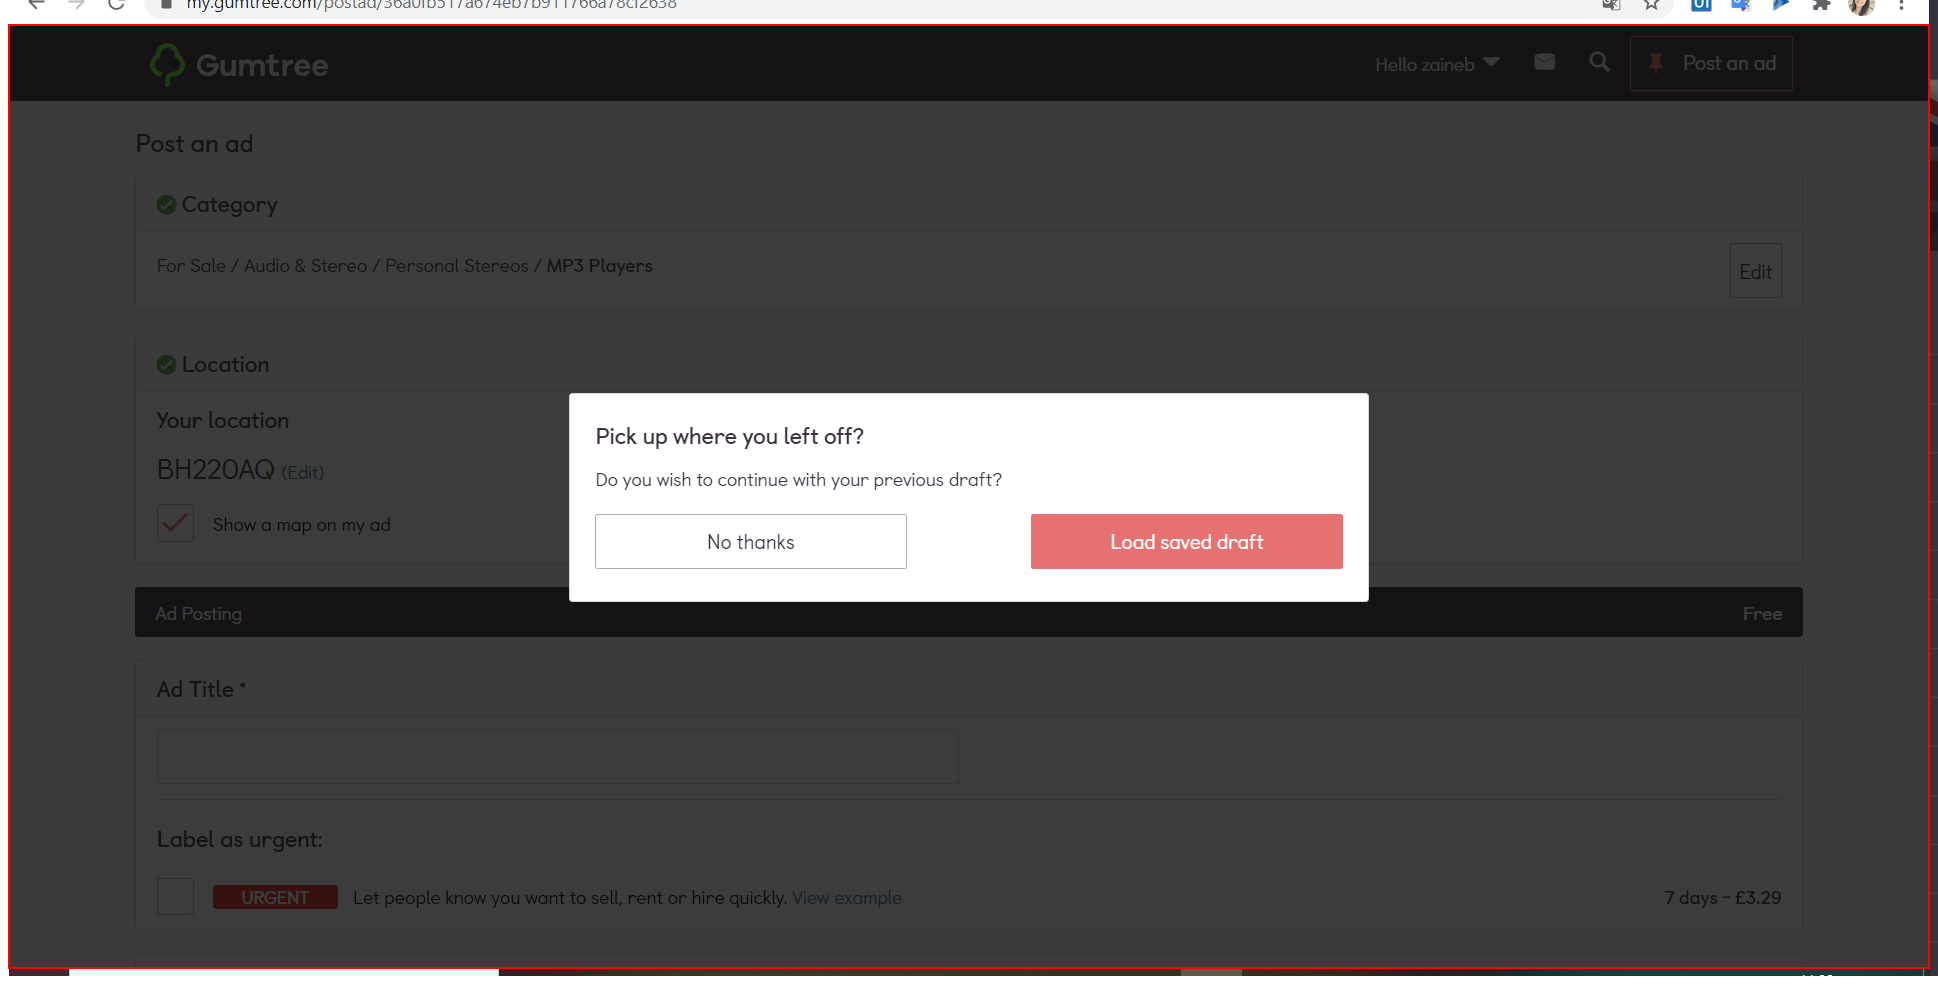 Gumtree
Hello zaineb
Post an ad
Post an ad
Category
For Sale / Audio & Stereo / Personal Stereos / MP3 Players
Edit
Location
Your location
BH220AQ (Edit)
Show a map on my ad
Pick up where you left off?
Do you wish to continue with your previous draft?
No thanks
Load saved draft
Ad Posting
Free
Ad Title *
Label as urgent:
URGENT
Let people know you want to sell, rent or hire quickly. View example
7 days - £3.29